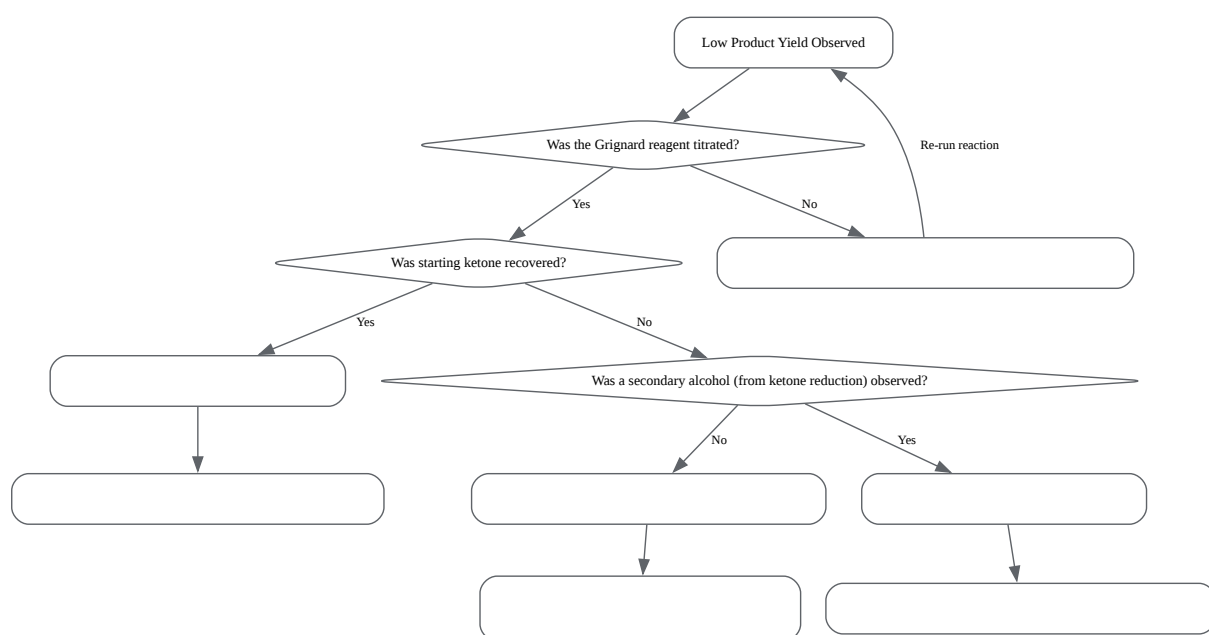 Low Product Yield Observed
Was the Grignard reagent titrated?
Re-run reaction
Yes
No
Was starting ketone recovered?
Yes
No
Was a secondary alcohol (from ketone reduction) observed?
No
Yes